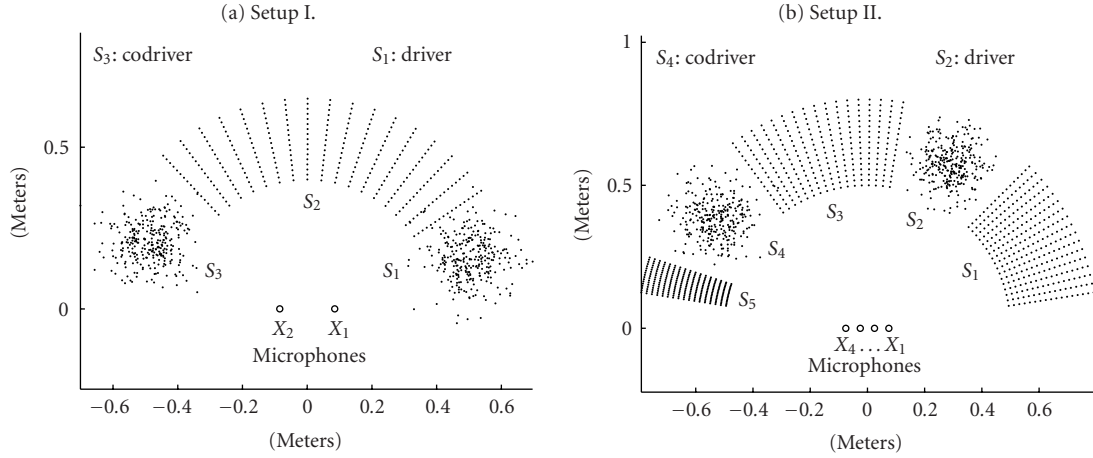 (a) Setup I.
S3: codriver
S1: driver
0.5
0
(Meters)
S2
S3
S1
X2
X1
Microphones
−0.6 −0.4 −0.2 0 0.2 0.4 0.6
(Meters)
(b) Setup II.
1
S4: codriver
S2: driver
0.5
0
(Meters)
S3
S2
S4
S1
S5
X4 ... X1
Microphones
−0.6 −0.4 −0.2 0 0.2 0.4 0.6
(Meters)